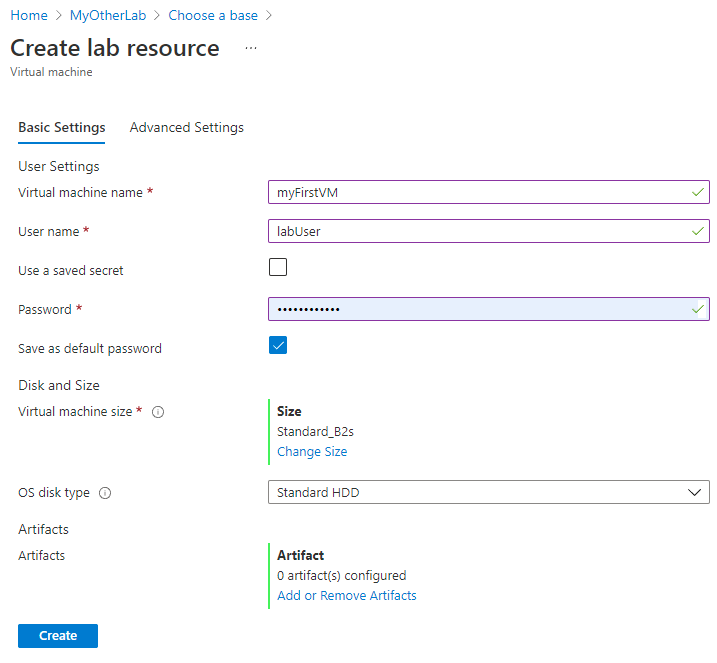 Home > MyOtherLab > Choose a base >
Create lab resource ...
Virtual machine
Basic Settings Advanced Settings
User Settings
Virtual machine name * myFirstVM
User name * labUser
Use a saved secret
Password * ••••••••••••
Save as default password
Disk and Size
Virtual machine size *
Size
Standard_B2s
Change Size
OS disk type Standard HDD
Artifacts
Artifacts
Artifact
0 artifact(s) configured
Add or Remove Artifacts
Create